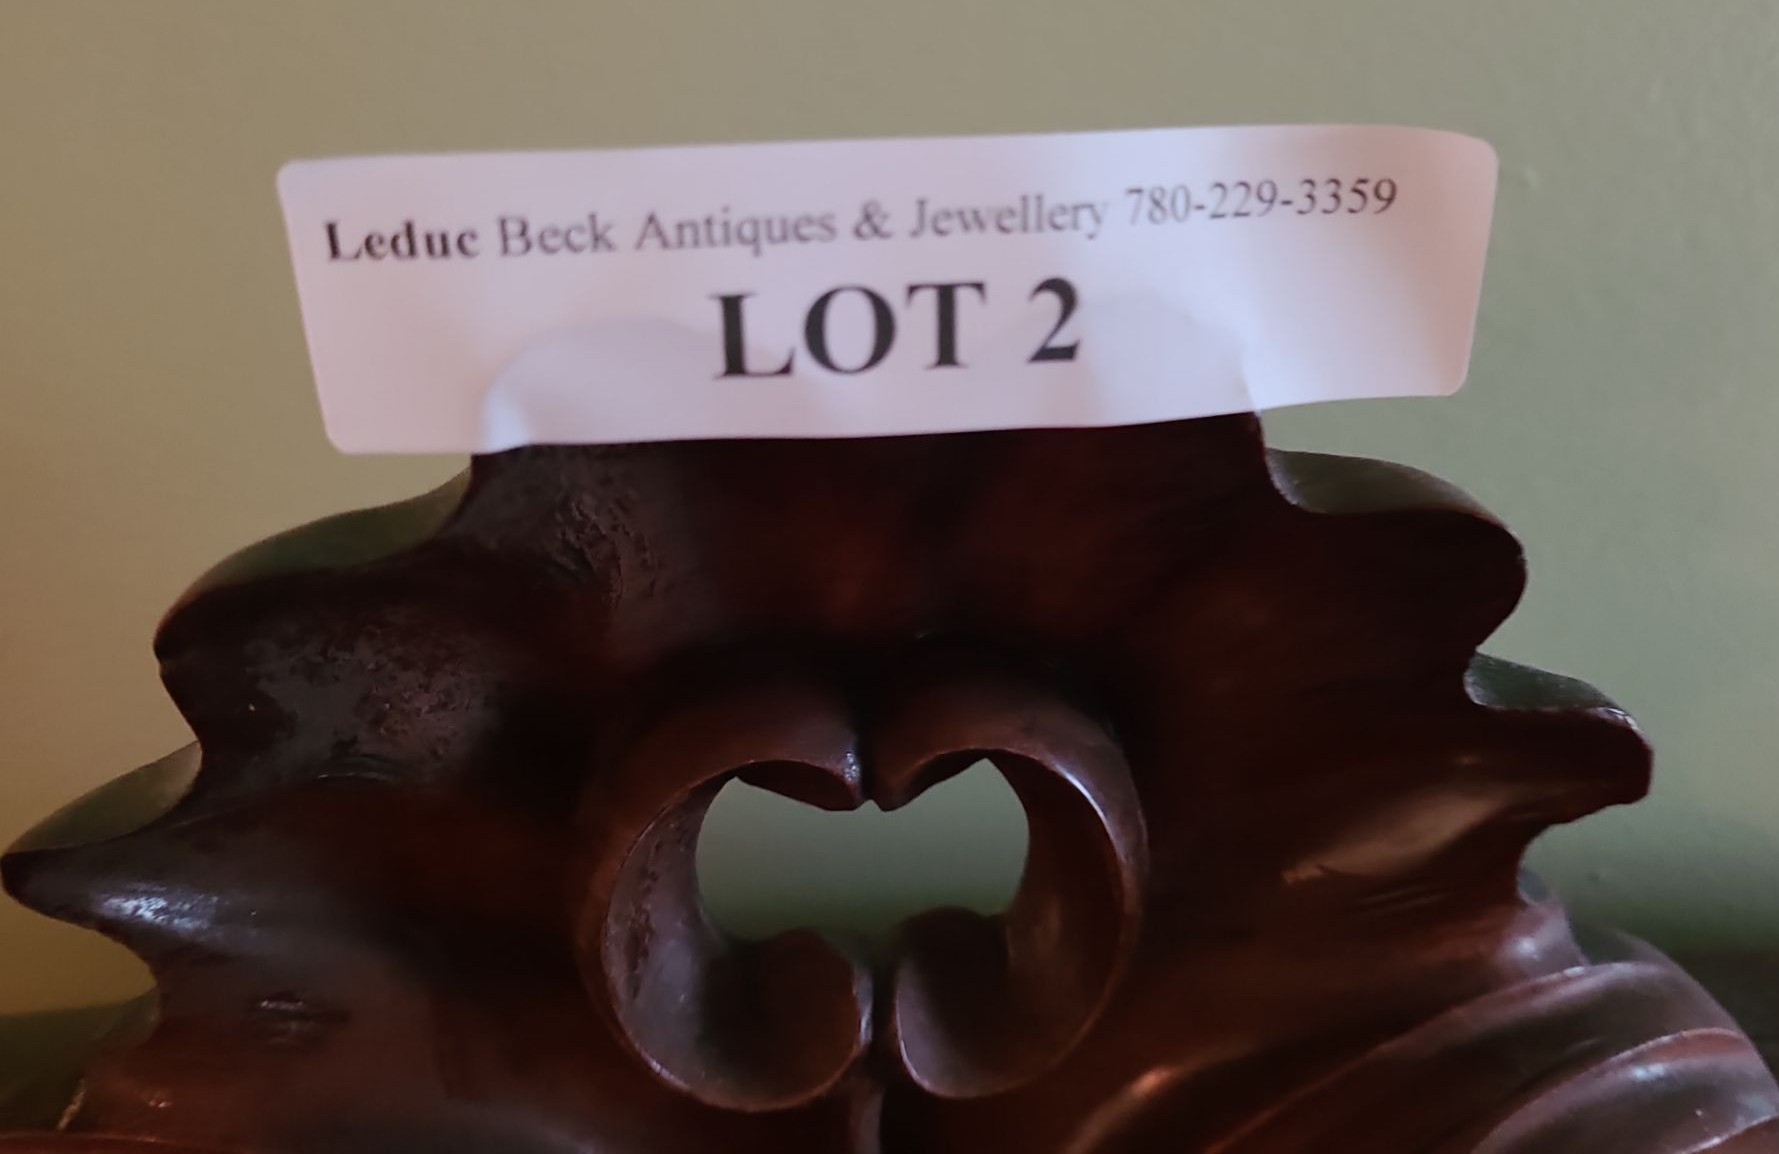 Leduc Beck Antiques & Jewellery 780-229-3359
LOT 2